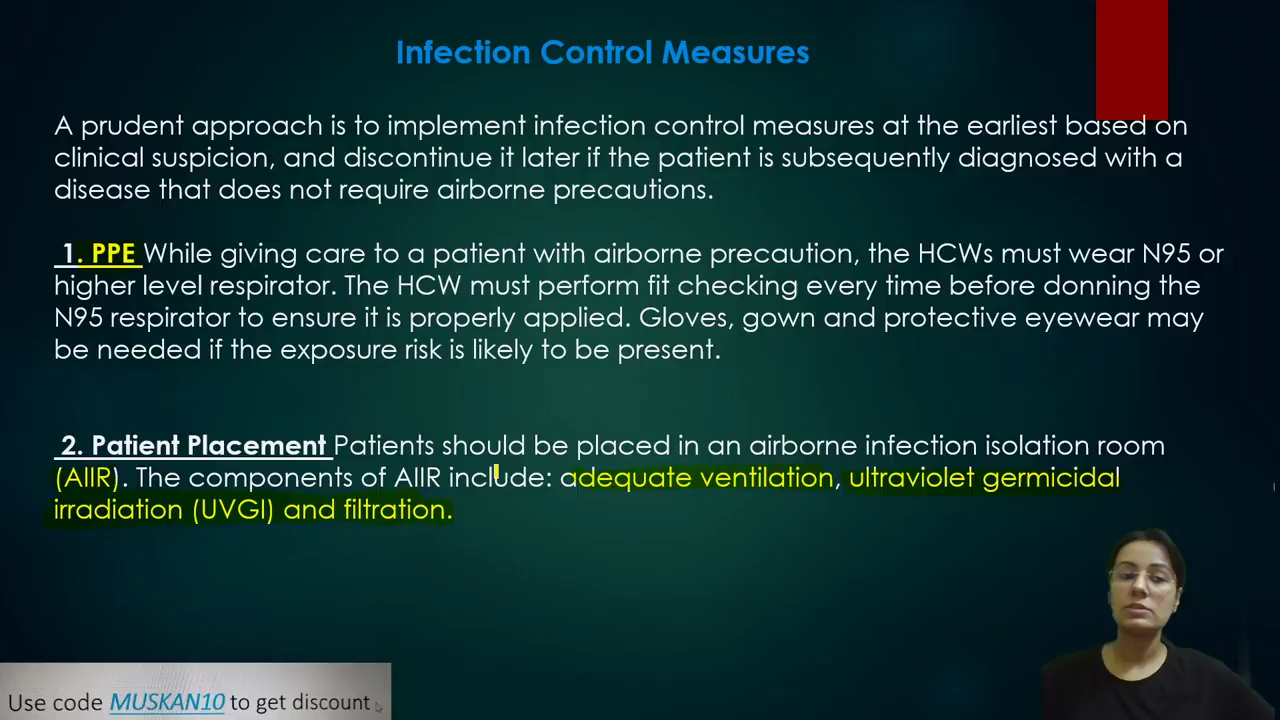 Infection Control Measures
A prudent approach is to implement infection control measures at the earliest based on
clinical suspicion, and discontinue it later if the patient is subsequently diagnosed with a
disease that does not require airborne precautions.
1. PPE While giving care to a patient with airborne precaution, the HCWs must wear N95 or
higher level respirator. The HCW must perform fit checking every time before donning the
N95 respirator to ensure it is properly applied. Gloves, gown and protective eyewear may
be needed if the exposure risk is likely to be present.
2. Patient Placement Patients should be placed in an airborne infection isolation room
(AIIR). The components of AIIR include: adequate ventilation, ultraviolet germicidal
irradiation (UVGI) and filtration.
Use code MUSKAN10 to get discount